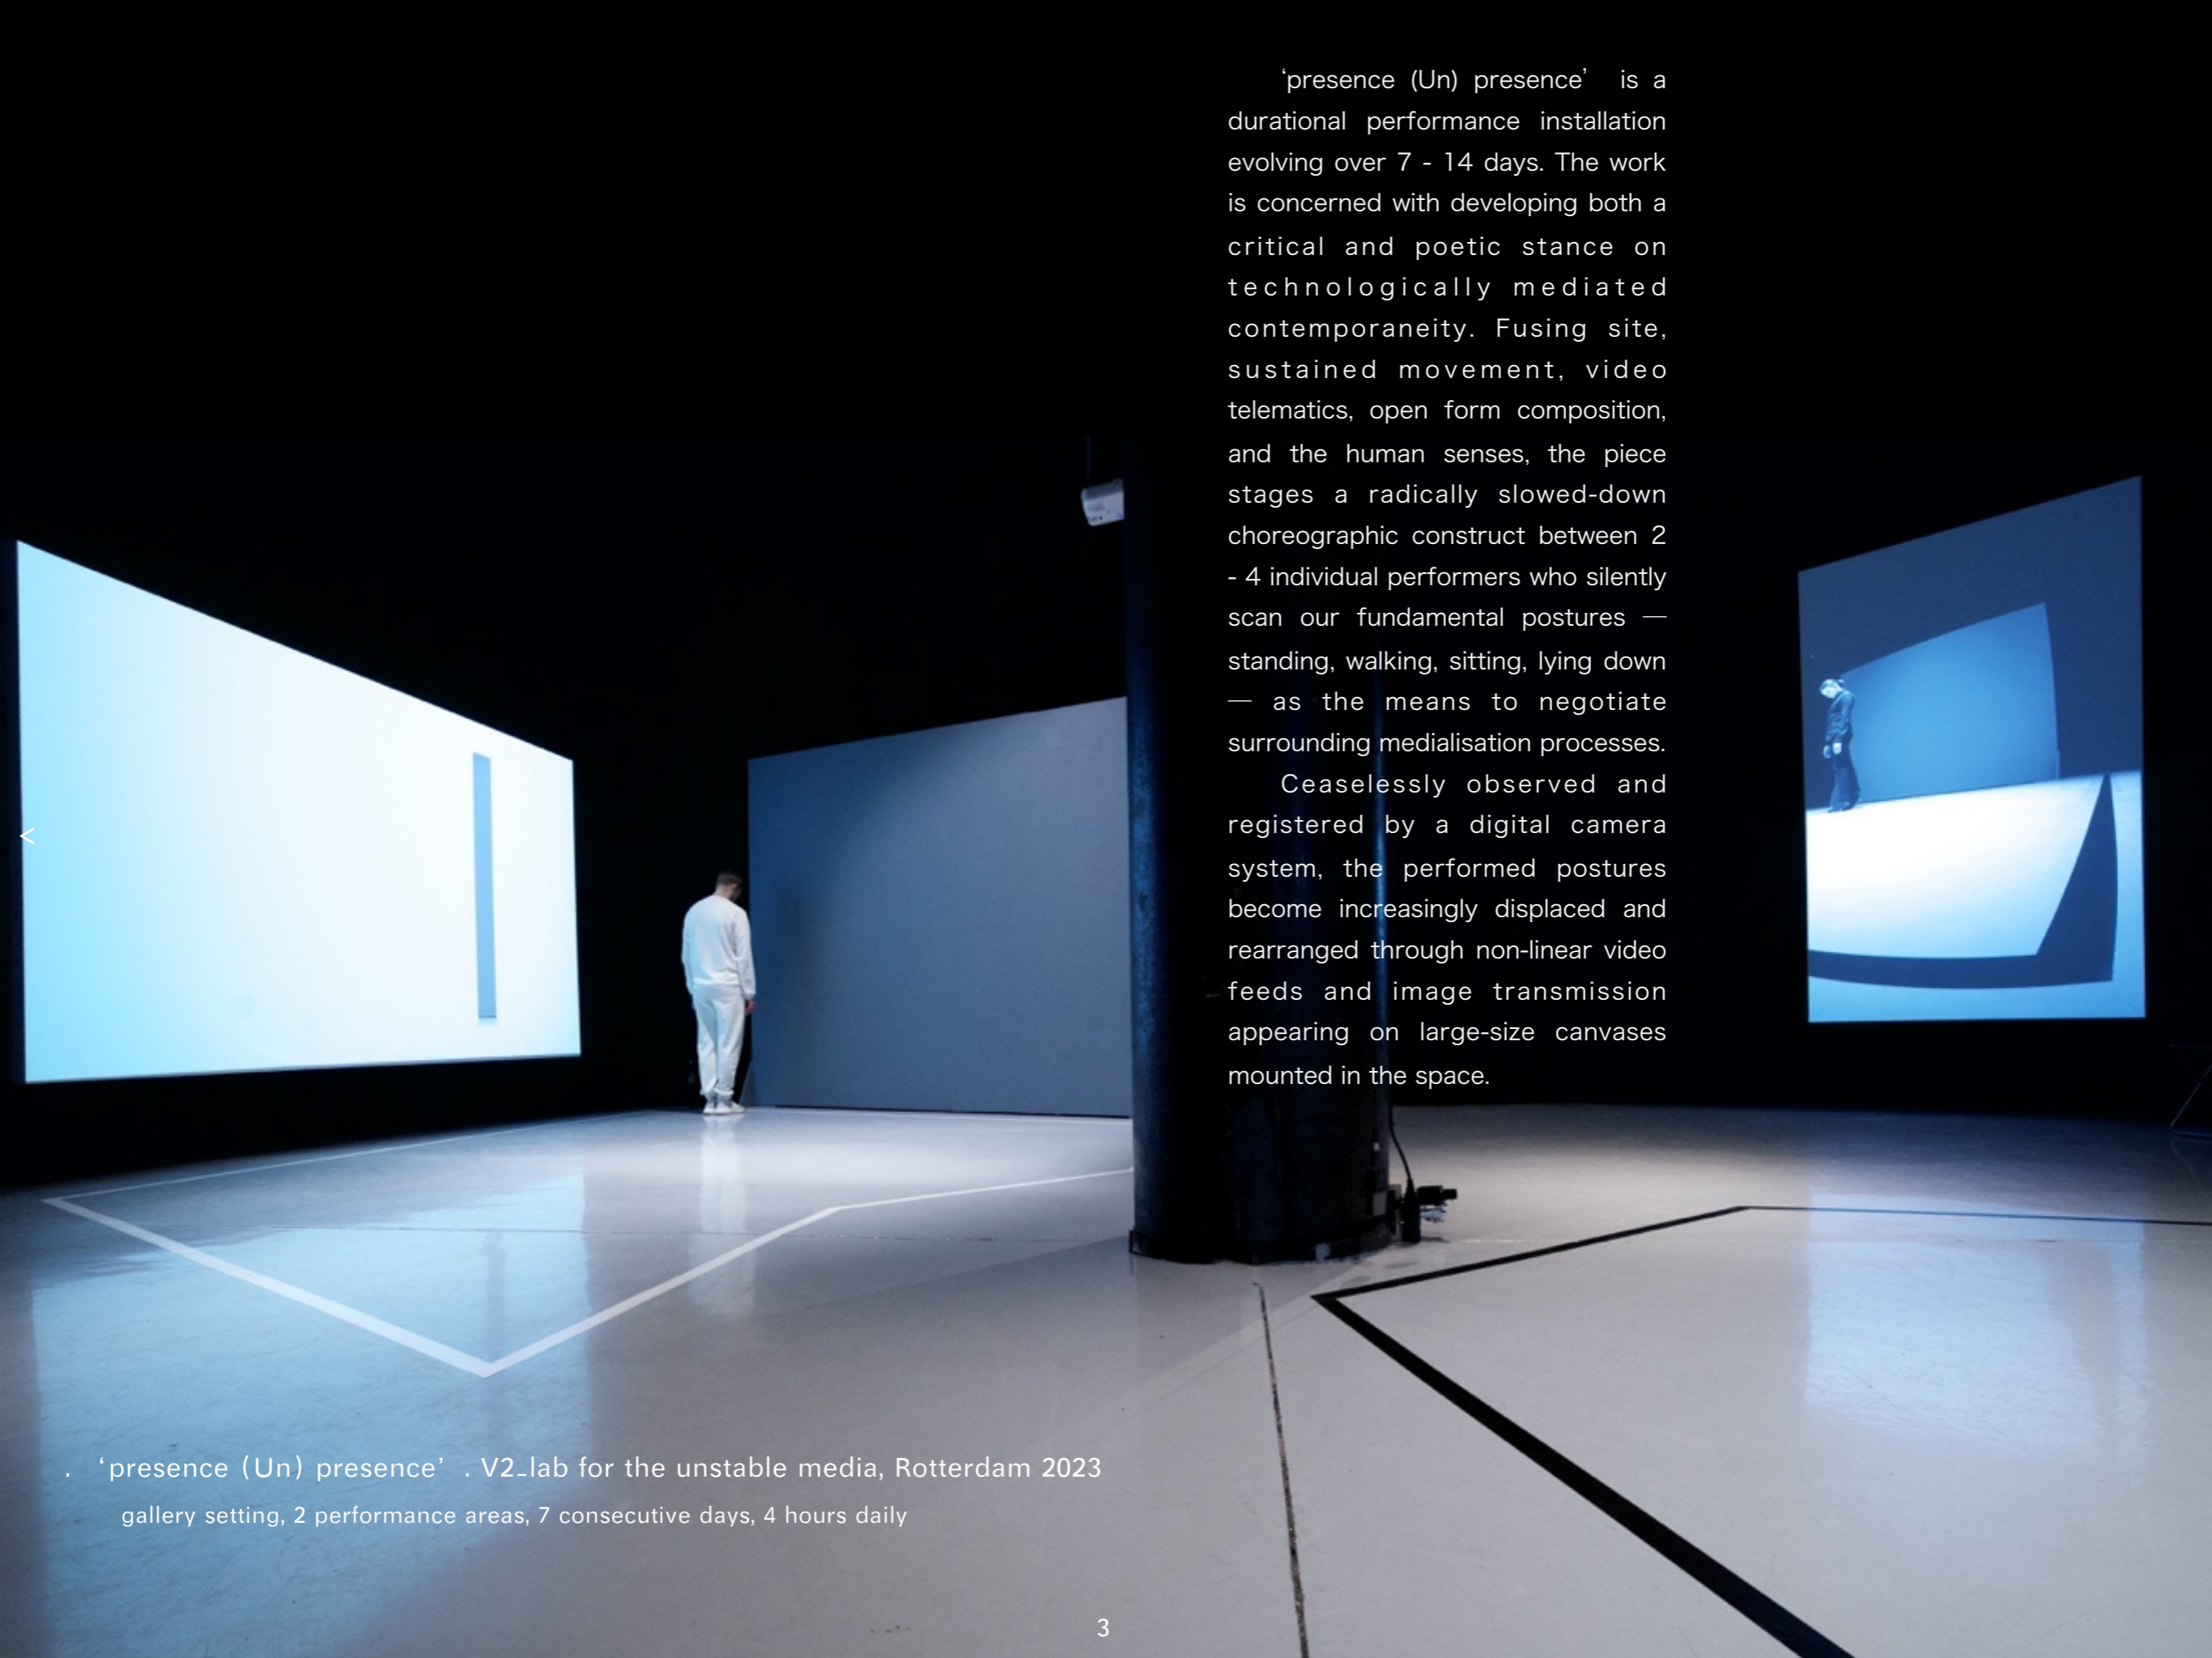 ‘presence (Un) presence’ is a
durational performance installation
evolving over 7 - 14 days. The work
is concerned with developing both a
critical and poetic stance on
technologically mediated
contemporaneity. Fusing site,
sustained movement, video
telematics, open form composition,
and the human senses, the piece
stages a radically slowed-down
choreographic construct between 2
- 4 individual performers who silently
scan our fundamental postures —
standing, walking, sitting, lying down
— as the means to negotiate
surrounding medialisation processes.
Ceaselessly observed and
registered by a digital camera
system, the performed postures
become increasingly displaced and
rearranged through non-linear video
feeds and image transmission
appearing on large-size canvases
mounted in the space.
<
. ‘presence (Un) presence’ . V2_lab for the unstable media, Rotterdam 2023
gallery setting, 2 performance areas, 7 consecutive days, 4 hours daily
3